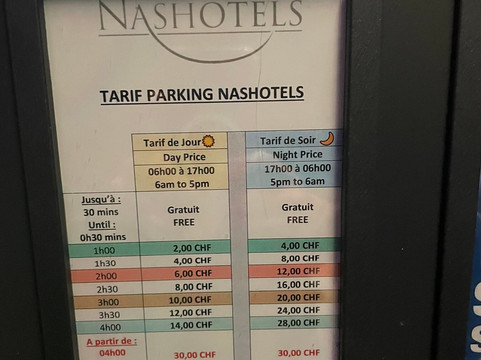 NASHOTELS
TARIF PARKING NASHOTELS
Tarif de Jour Tarif de Soir
Day Price Night Price
06h00 à 17h00 17h00 à 06h00
6am to 5pm 5pm to 6am
Jusqu'à :
30 mins Gratuit Gratuit
Until : FREE FREE
0h30 mins
1h00 2,00 CHF 4,00 CHF
1h30 4,00 CHF 8,00 CHF
2h00 6,00 CHF 12,00 CHF
2h30 8,00 CHF 16,00 CHF
3h00 10,00 CHF 20,00 CHF
3h30 12,00 CHF 24,00 CHF
4h00 14,00 CHF 28,00 CHF
A partir de :
04h00 30,00 CHF 30,00 CHF